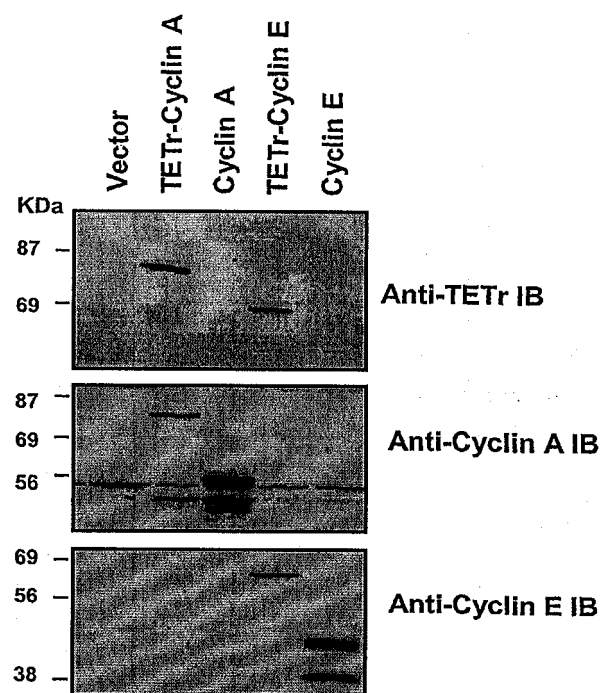 Vector
TETr-Cyclin A
Cyclin A
TETr-Cyclin E
Cyclin E
KDa
87
69
Anti-TETr IB
87
69
56
Anti-Cyclin A IB
69
56
38
Anti-Cyclin E IB